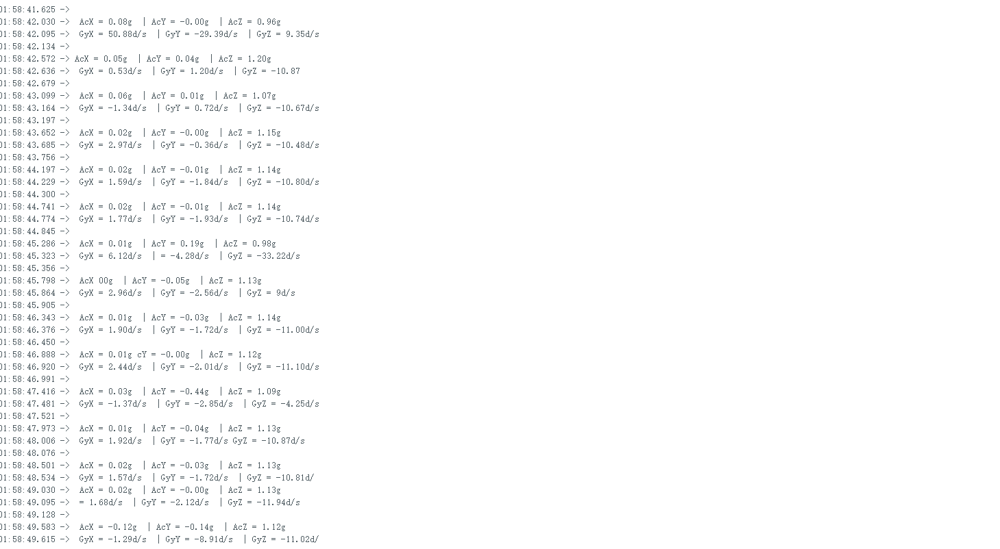 01:58:41.625 ->
01:58:42.030 -> AcX = 0.08g | AcY = -0.00g | AcZ = 0.96g
01:58:42.095 -> GyX = 50.88d/s | GyY = -29.39d/s | GyZ = 9.35d/s
01:58:42.134 ->
01:58:42.572 -> AcX = 0.05g | AcY = 0.04g | AcZ = 1.20g
01:58:42.636 -> GyX = 0.53d/s | GyY = 1.20d/s | GyZ = -10.87
01:58:42.679 ->
01:58:43.099 -> AcX = 0.06g | AcY = 0.01g | AcZ = 1.07g
01:58:43.164 -> GyX = -1.34d/s | GyY = 0.72d/s | GyZ = -10.67d/s
01:58:43.197 ->
01:58:43.652 -> AcX = 0.02g | AcY = -0.00g | AcZ = 1.15g
01:58:43.685 -> GyX = 2.97d/s | GyY = -0.36d/s | GyZ = -10.48d/s
01:58:43.756 ->
01:58:44.197 -> AcX = 0.02g | AcY = -0.01g | AcZ = 1.14g
01:58:44.229 -> GyX = 1.59d/s | GyY = -1.84d/s | GyZ = -10.80d/s
01:58:44.300 ->
01:58:44.741 -> AcX = 0.02g | AcY = -0.01g | AcZ = 1.14g
01:58:44.774 -> GyX = 1.77d/s | GyY = -1.93d/s | GyZ = -10.74d/s
01:58:44.845 ->
01:58:45.286 -> AcX = 0.01g | AcY = 0.19g | AcZ = 0.98g
01:58:45.323 -> GyX = 6.12d/s | = -4.28d/s | GyZ = -33.22d/s
01:58:45.356 ->
01:58:45.798 -> AcX 00g | AcY = -0.05g | AcZ = 1.13g
01:58:45.864 -> GyX = 2.96d/s | GyY = -2.56d/s | GyZ = 9d/s
01:58:45.905 ->
01:58:46.343 -> AcX = 0.01g | AcY = -0.03g | AcZ = 1.14g
01:58:46.376 -> GyX = 1.90d/s | GyY = -1.72d/s | GyZ = -11.00d/s
01:58:46.450 ->
01:58:46.888 -> AcX = 0.01g cY = -0.00g | AcZ = 1.12g
01:58:46.920 -> GyX = 2.44d/s | GyY = -2.01d/s | GyZ = -11.10d/s
01:58:46.991 ->
01:58:47.416 -> AcX = 0.03g | AcY = -0.44g | AcZ = 1.09g
01:58:47.481 -> GyX = -1.37d/s | GyY = -2.85d/s | GyZ = -4.25d/s
01:58:47.521 ->
01:58:47.973 -> AcX = 0.01g | AcY = -0.04g | AcZ = 1.13g
01:58:48.006 -> GyX = 1.92d/s | GyY = -1.77d/s GyZ = -10.87d/s
01:58:48.076 ->
01:58:48.501 -> AcX = 0.02g | AcY = -0.03g | AcZ = 1.13g
01:58:48.534 -> GyX = 1.57d/s | GyY = -1.72d/s | GyZ = -10.81d/
01:58:49.030 -> AcX = 0.02g | AcY = -0.00g | AcZ = 1.13g
01:58:49.095 -> = 1.68d/s | GyY = -2.12d/s | GyZ = -11.94d/s
01:58:49.128 ->
01:58:49.583 -> AcX = -0.12g | AcY = -0.14g | AcZ = 1.12g
01:58:49.615 -> GyX = -1.29d/s | GyY = -8.91d/s | GyZ = -11.02d/